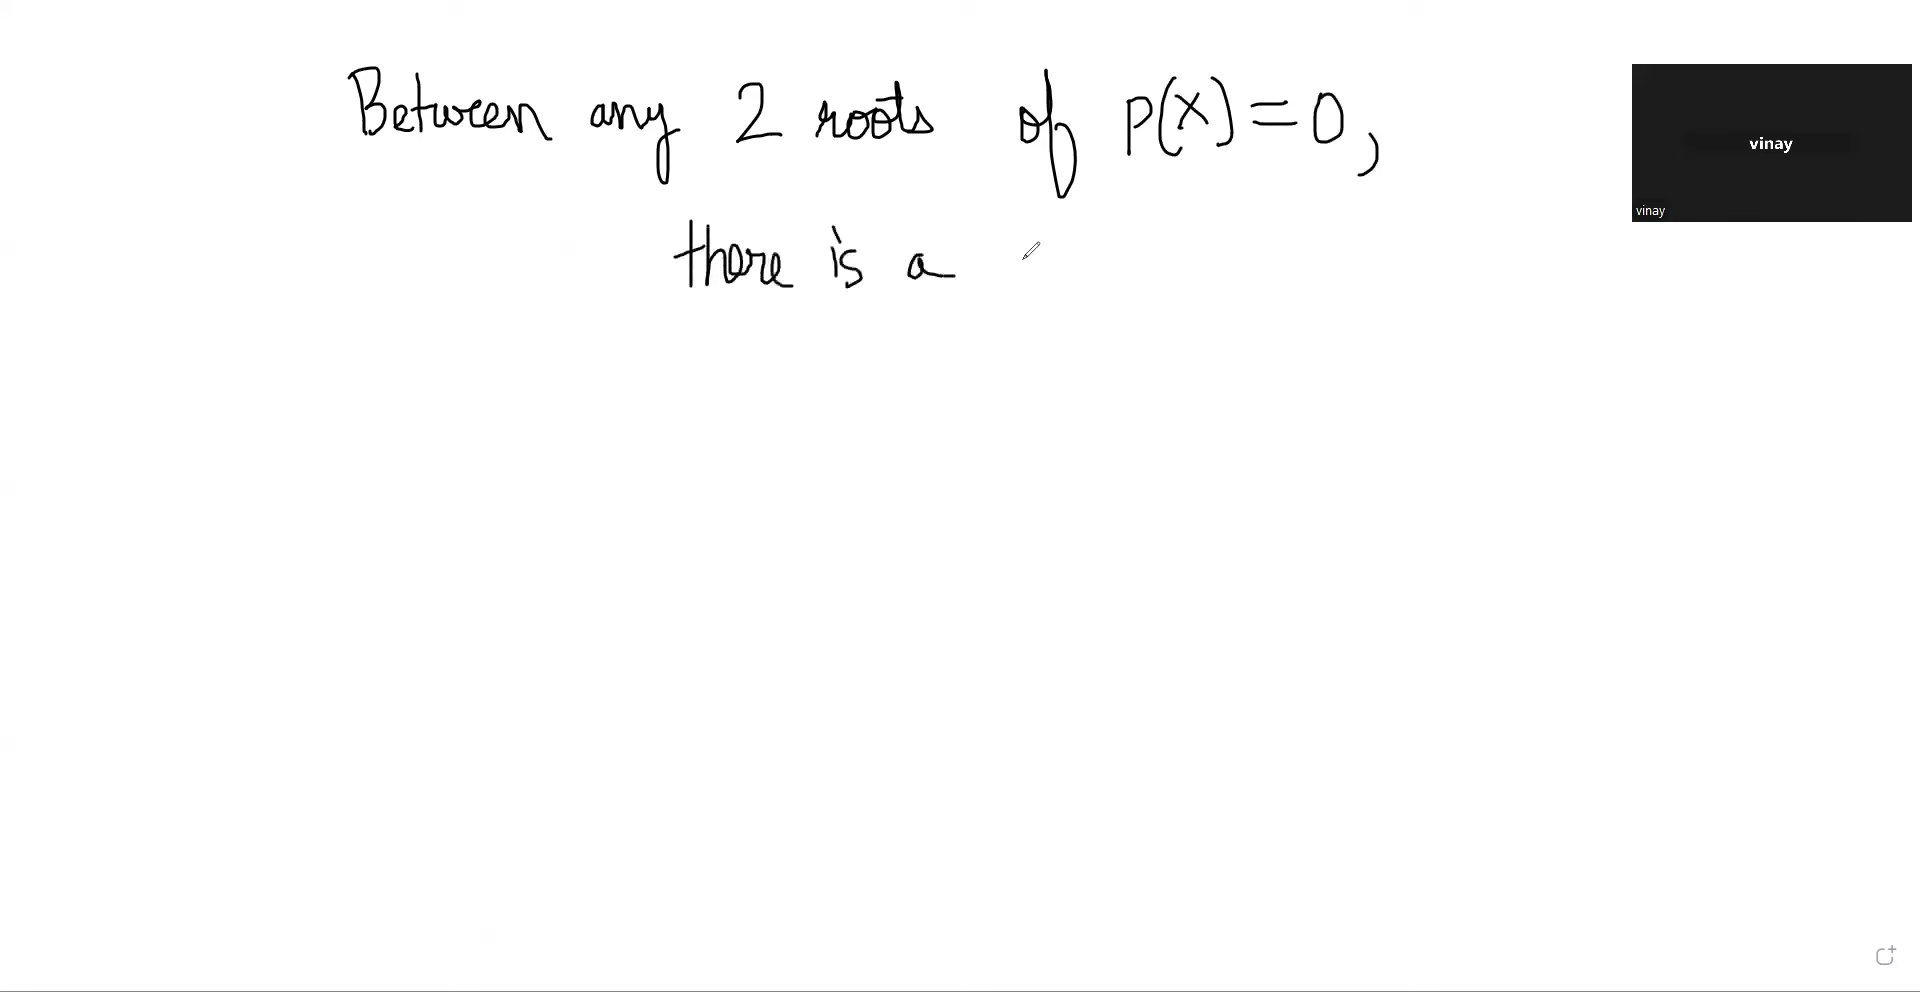 Between any 2 roots of p(x)=0,
there is a
vinay
vinay